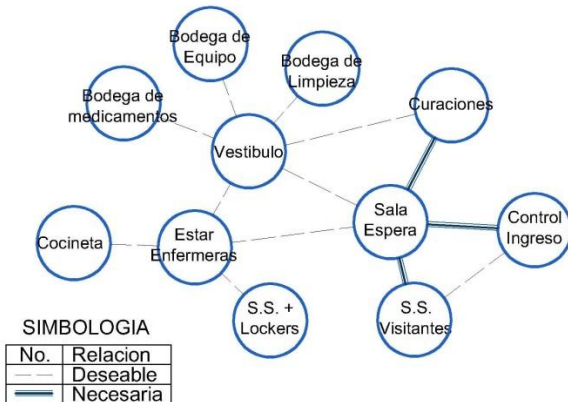 Bodega de
Equipo
Bodega de
Limpieza
Bodega de
medicamentos
Curaciones
Vestibulo
Sala
Espera
Control
Ingreso
Cocineta
Estar
Enfermeras
S.S. +
Lockers
S.S.
Visitantes
SIMBOLOGIA
No. Relacion
Deseable
Necesaria